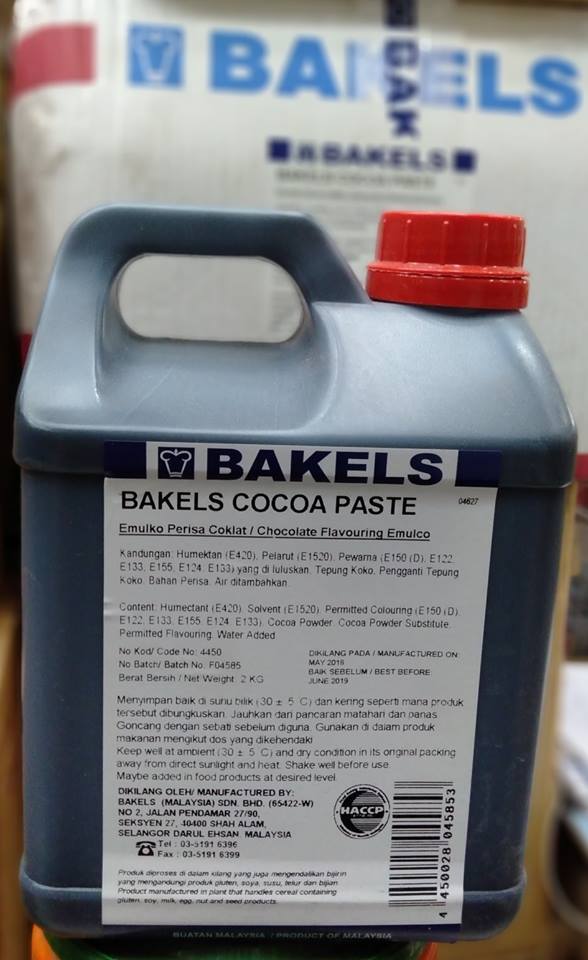 BAKELS
BAK
BAKELS
BAKELS COCOA PASTE
BAKELS
BAKELS COCOA PASTE
04627
Emulko Perisa Coklat / Chocolate Flavouring Emulco
Kandungan: Humektan (E420), Pelarut (E1520), Pewarna (E150 (D), E122,
E133, E155, E124, E133) yang di luluskan, Tepung Koko, Pengganti Tepung
Koko, Bahan Perisa, Air ditambahkan.
Content: Humectant (E420), Solvent (E1520), Permitted Colouring (E150 (D),
E122, E133, E155, E124, E133), Cocoa Powder, Cocoa Powder Substitute,
Permitted Flavouring, Water Added
No Kod/ Code No: 4450
No Batch/ Batch No. F04585
Berat Bersih / Net Weight: 2 KG
DIKILANG PADA / MANUFACTURED ON:
MAY 2018
BAIK SEBELUM / BEST BEFORE
JUNE 2019
Menyimpan baik di suhu bilik (30 ± 5 C) dan kering seperti mana produk
tersebut dibungkuskan. Jauhkan dari pancaran matahari dan panas
Goncang dengan sebati sebelum diguna. Gunakan di dalam produk
makanan mengikut dos yang dikehendaki
Keep well at ambient (30 ± 5 C) and dry condition in its original packing
away from direct sunlight and heat. Shake well before use.
Maybe added in food products at desired level.
DIKILANG OLEH/ MANUFACTURED BY:
BAKELS (MALAYSIA) SDN. BHD. (65422-W)
NO 2, JALAN PENDAMAR 27/90,
SEKSYEN 27, 40400 SHAH ALAM,
SELANGOR DARUL EHSAN. MALAYSIA
Tel : 03-5191 6396
Fax : 03-5191 6399
HACCP
4 450028 045853
Produk diproses di dalam kilang yang juga mengendalikan bijirin
yang mengandungi produk gluten, soya, susu, telur dan bijian
Product manufactured in plant that handles cereal containing
gluten, soy, milk, egg, nut and seed products.
BUATAN MALAYSIA / PRODUCT OF MALAYSIA